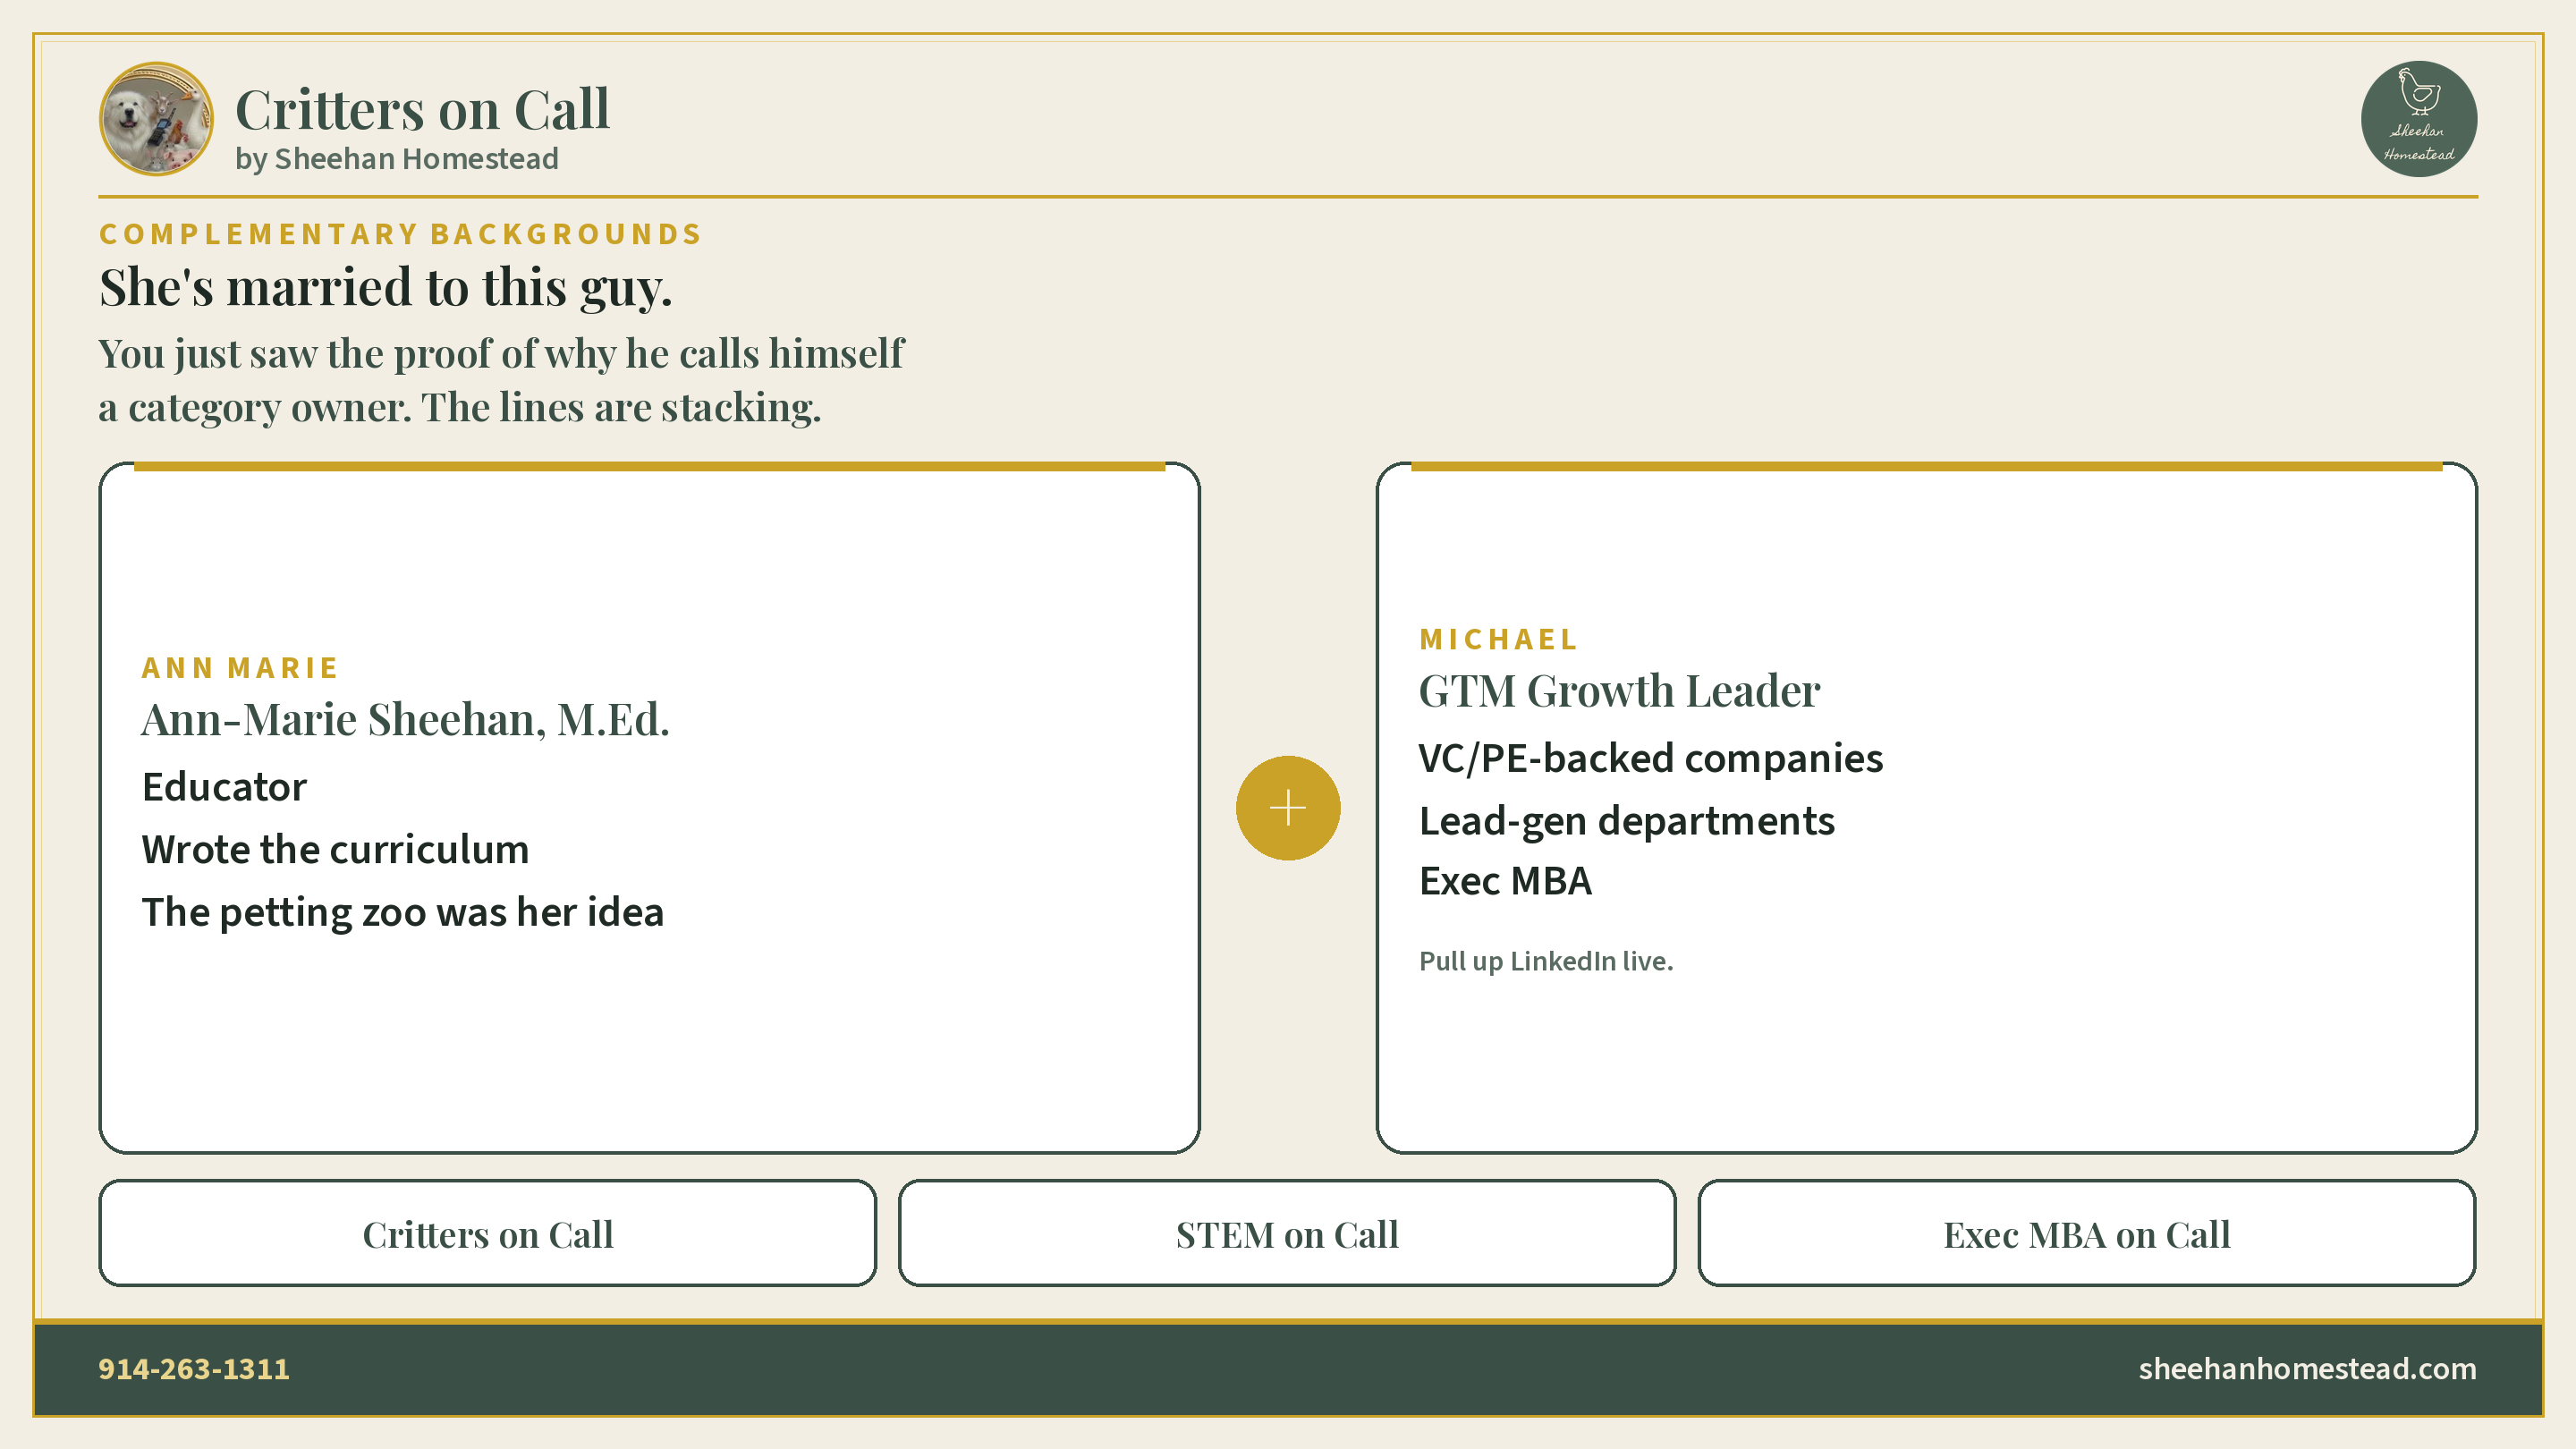 Critters on Call
by Sheehan Homestead
Sheehan
Homestead
COMPLEMENTARY BACKGROUNDS
She's married to this guy.
You just saw the proof of why he calls himself
a category owner. The lines are stacking.
ANN MARIE
Ann-Marie Sheehan, M.Ed.
Educator
Wrote the curriculum
The petting zoo was her idea
+
MICHAEL
GTM Growth Leader
VC/PE-backed companies
Lead-gen departments
Exec MBA
Pull up LinkedIn live.
Critters on Call
STEM on Call
Exec MBA on Call
914-263-1311
sheehanhomestead.com